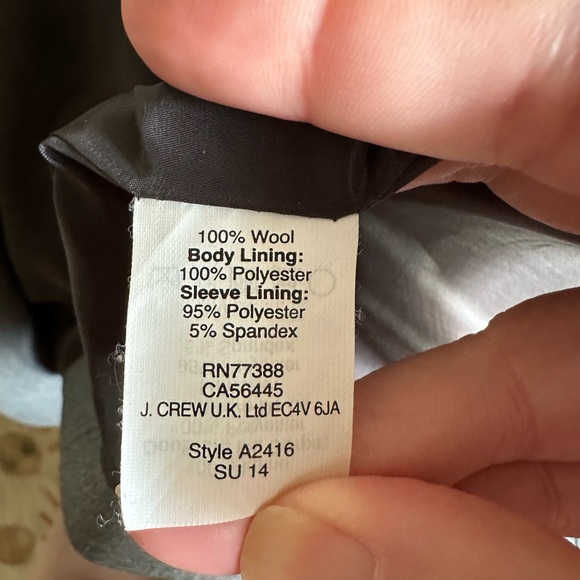 100% Wool
Body Lining:
100% Polyester
Sleeve Lining:
95% Polyester
5% Spandex
RN77388
CA56445
J. CREW U.K. Ltd EC4V 6JA
Style A2416
SU 14